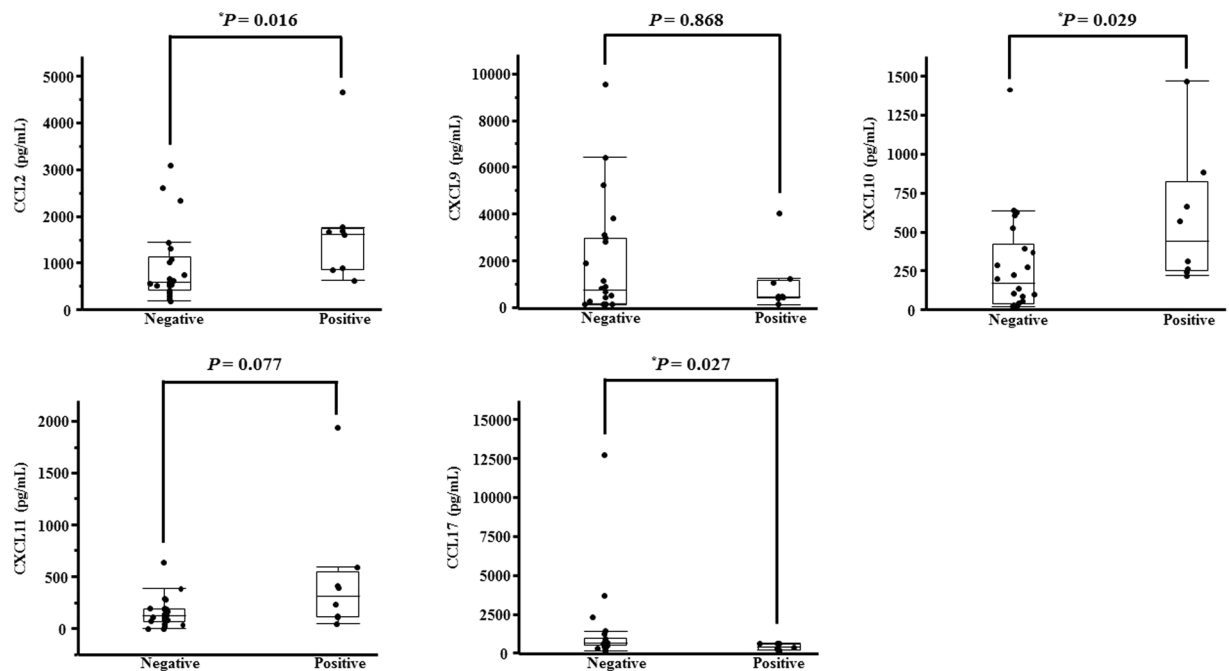 *P = 0.016
CCL2 (pg/mL)
5000
4000
3000
2000
1000
0
Negative
Positive
P = 0.868
CXCL9 (pg/mL)
10000
8000
6000
4000
2000
0
Negative
Positive
*P = 0.029
CXCL10 (pg/mL)
1500
1250
1000
750
500
250
0
Negative
Positive
P = 0.077
CXCL11 (pg/mL)
2000
1500
1000
500
0
Negative
Positive
*P = 0.027
CCL17 (pg/mL)
15000
12500
10000
7500
5000
2500
0
Negative
Positive